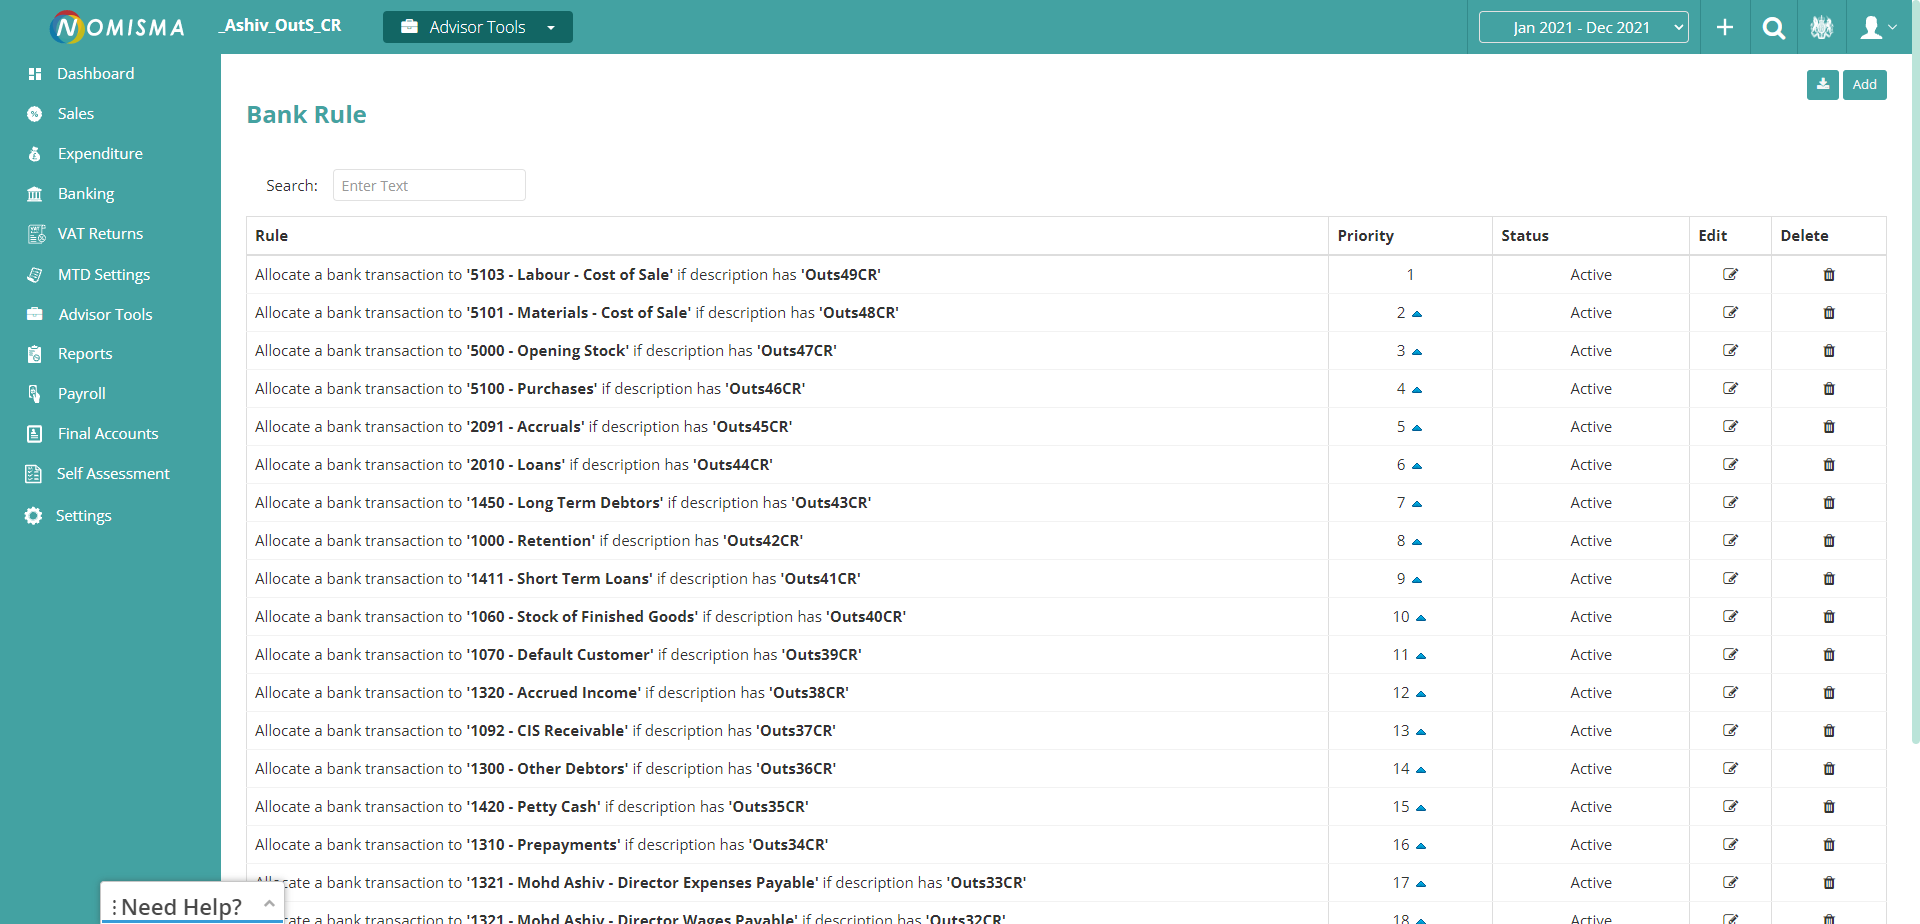 NOMISMA
_Ashiv_OutS_CR
Advisor Tools
Jan 2021 - Dec 2021
Dashboard
Sales
Expenditure
Banking
VAT Returns
MTD Settings
Advisor Tools
Reports
Payroll
Final Accounts
Self Assessment
Settings
Add
Bank Rule
Search: Enter Text
Rule Priority Status Edit Delete
Allocate a bank transaction to '5103 - Labour - Cost of Sale' if description has 'Outs49CR' 1 Active
Allocate a bank transaction to '5101 - Materials - Cost of Sale' if description has 'Outs48CR' 2 Active
Allocate a bank transaction to '5000 - Opening Stock' if description has 'Outs47CR' 3 Active
Allocate a bank transaction to '5100 - Purchases' if description has 'Outs46CR' 4 Active
Allocate a bank transaction to '2091 - Accruals' if description has 'Outs45CR' 5 Active
Allocate a bank transaction to '2010 - Loans' if description has 'Outs44CR' 6 Active
Allocate a bank transaction to '1450 - Long Term Debtors' if description has 'Outs43CR' 7 Active
Allocate a bank transaction to '1000 - Retention' if description has 'Outs42CR' 8 Active
Allocate a bank transaction to '1411 - Short Term Loans' if description has 'Outs41CR' 9 Active
Allocate a bank transaction to '1060 - Stock of Finished Goods' if description has 'Outs40CR' 10 Active
Allocate a bank transaction to '1070 - Default Customer' if description has 'Outs39CR' 11 Active
Allocate a bank transaction to '1320 - Accrued Income' if description has 'Outs38CR' 12 Active
Allocate a bank transaction to '1092 - CIS Receivable' if description has 'Outs37CR' 13 Active
Allocate a bank transaction to '1300 - Other Debtors' if description has 'Outs36CR' 14 Active
Allocate a bank transaction to '1420 - Petty Cash' if description has 'Outs35CR' 15 Active
Allocate a bank transaction to '1310 - Prepayments' if description has 'Outs34CR' 16 Active
cate a bank transaction to '1321 - Mohd Ashiv - Director Expenses Payable' if description has 'Outs33CR' 17 Active
cate a bank transaction to '1321 - Mohd Ashiv - Director Wages Payable' if description has 'Outs32CR' 18 Active
Need Help?